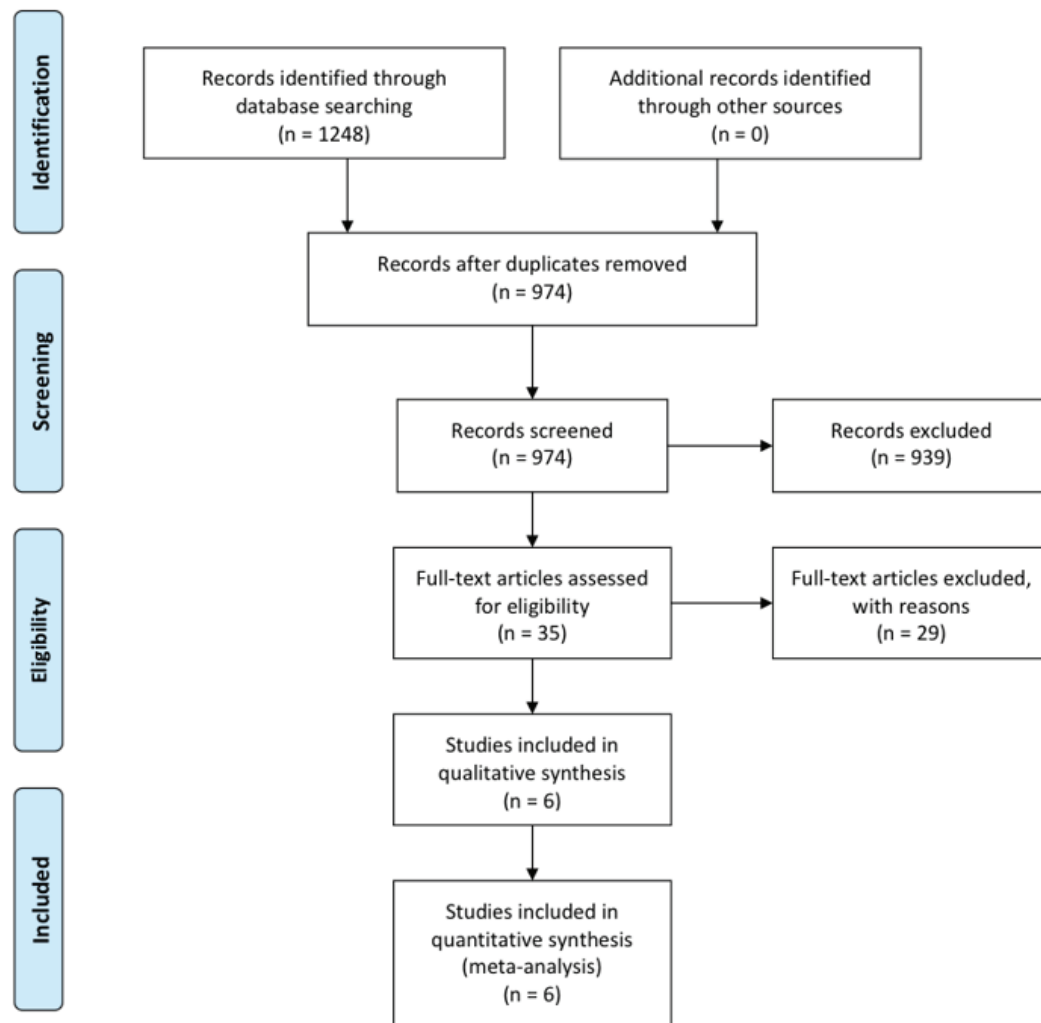 Identification
Records identified through
database searching
(n = 1248)
Additional records identified
through other sources
(n = 0)
Records after duplicates removed
(n = 974)
Screening
Records screened
(n = 974)
Records excluded
(n = 939)
Eligibility
Full-text articles assessed
for eligibility
(n = 35)
Full-text articles excluded,
with reasons
(n = 29)
Studies included in
qualitative synthesis
(n = 6)
Included
Studies included in
quantitative synthesis
(meta-analysis)
(n = 6)